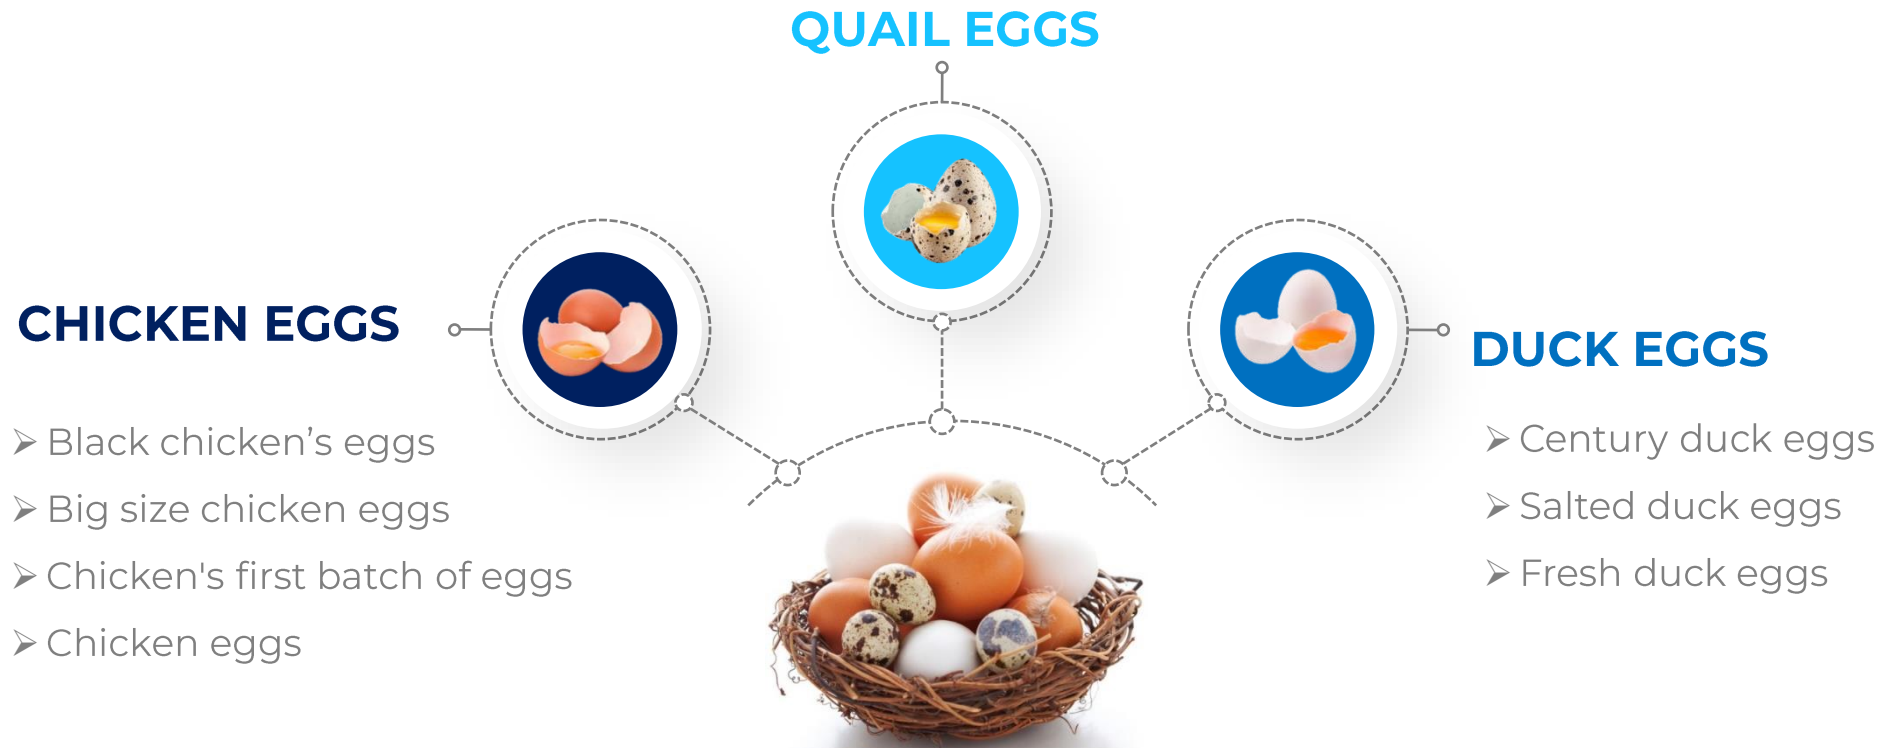 QUAIL EGGS
CHICKEN EGGS
➢ Black chicken’s eggs
➢ Big size chicken eggs
➢ Chicken's first batch of eggs
➢ Chicken eggs
DUCK EGGS
➢ Century duck eggs
➢ Salted duck eggs
➢ Fresh duck eggs